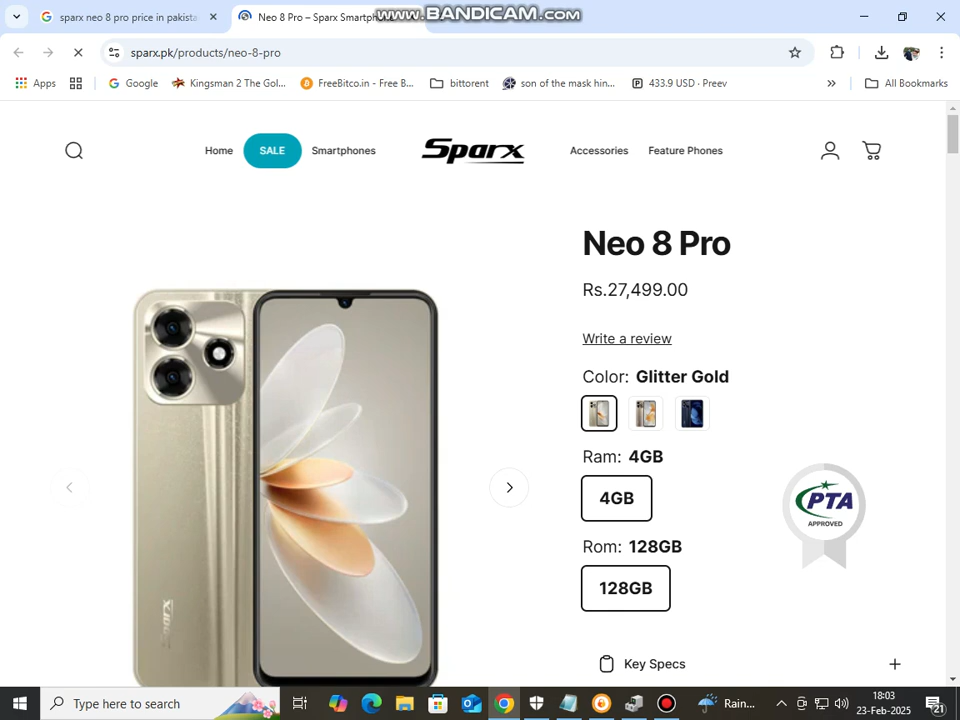 sparx neo 8 pro price in pakista
Neo 8 Pro – Sparx Smartph
www.BANDICAM.com
sparx.pk/products/neo-8-pro
Apps
Google
Kingsman 2 The Gol...
FreeBitco.in - Free B...
bittorent
son of the mask hin...
433.9 USD · Preev
»
All Bookmarks
Home
SALE
Smartphones
Sparx
Accessories
Feature Phones
Neo 8 Pro
Rs.27,499.00
Write a review
Color: Glitter Gold
Ram: 4GB
4GB
PTA
APPROVED
Rom: 128GB
128GB
Key Specs
Type here to search
Rain...
18:03
23-Feb-2025
21